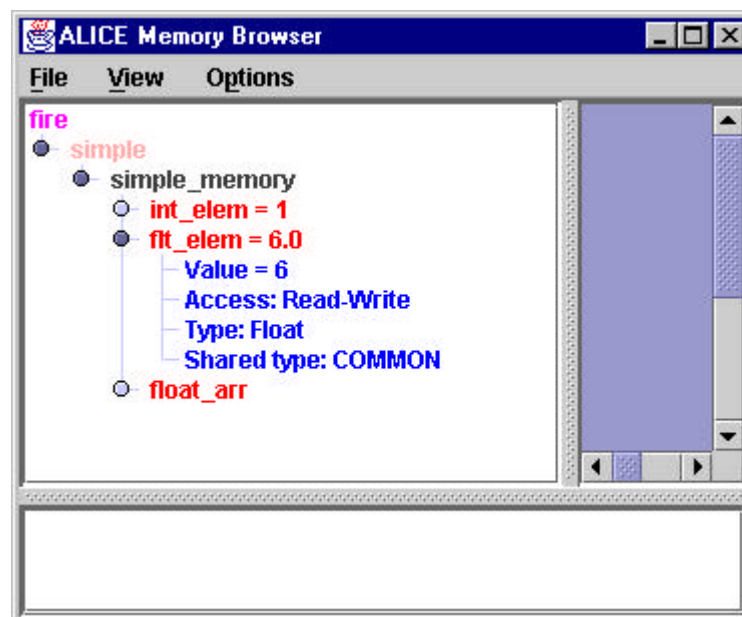 ALICE Memory Browser
File View Options
fire
simple
simple_memory
int_elem = 1
flt_elem = 6.0
Value = 6
Access: Read-Write
Type: Float
Shared type: COMMON
float_arr